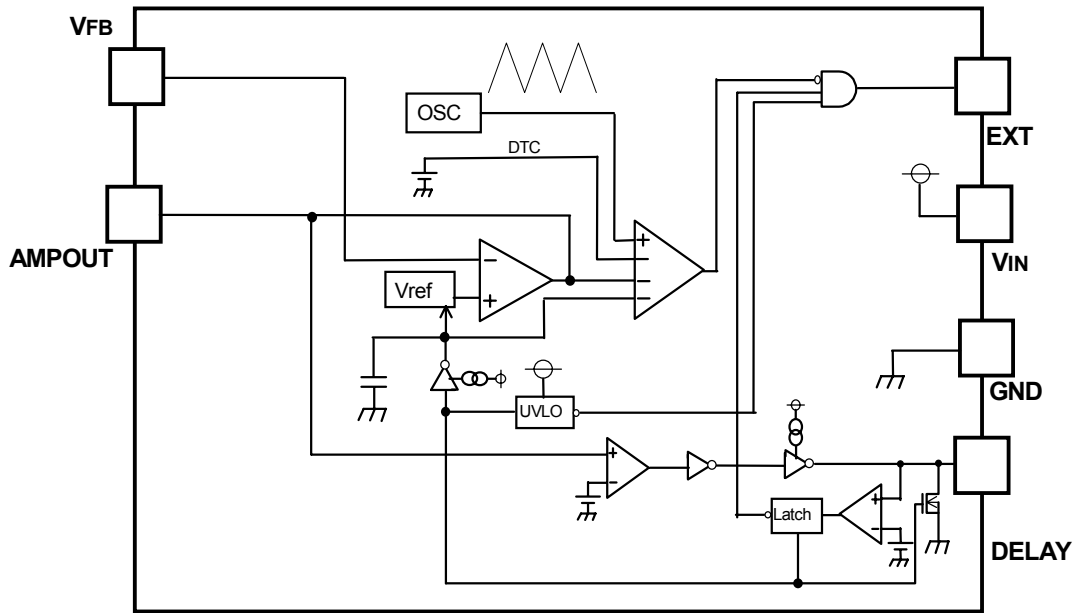 VFB
OSC
EXT
DTC
AMPOUT
VIN
Vref
GND
UVLO
Latch
DELAY